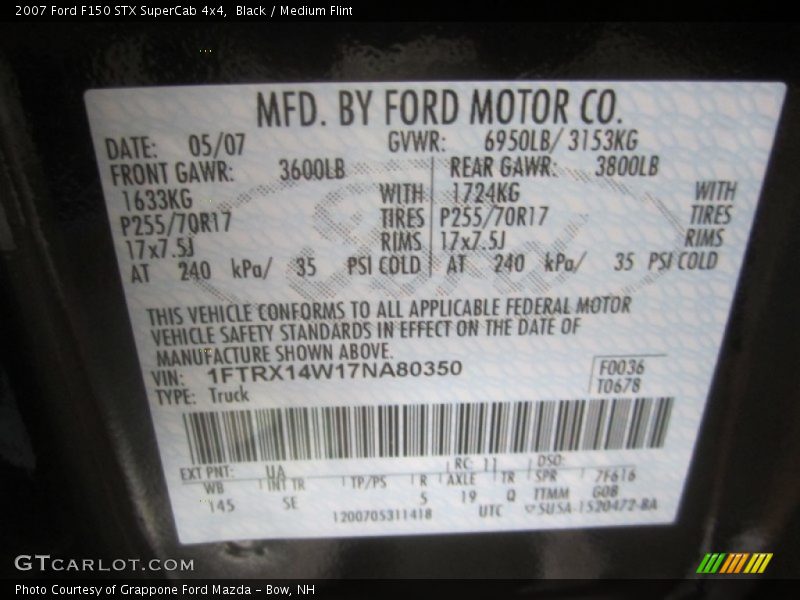 2007 Ford F150 STX SuperCab 4x4, Black / Medium Flint
MFD. BY FORD MOTOR CO.
DATE: 05/07 GVWR: 6950LB/ 3153KG
FRONT GAWR: 3600LB REAR GAWR: 3800LB
1633KG WITH 1724KG WITH
P255/70R17 TIRES P255/70R17 TIRES
17x7.5J RIMS 17x7.5J RIMS
AT 240 kPa/ 35 PSI COLD AT 240 kPa/ 35 PSI COLD
THIS VEHICLE CONFORMS TO ALL APPLICABLE FEDERAL MOTOR
VEHICLE SAFETY STANDARDS IN EFFECT ON THE DATE OF
MANUFACTURE SHOWN ABOVE.
VIN: 1FTRX14W17NA80350 F0036
TYPE: Truck T0678
EXT PNT: UA RC: 11 DSO:
WB INT TR TP/PS R AXLE TR SPR 7F616
145 SE 5 19 Q TTMM G08
1200705311418 UTC SUSA-1520472-BA
GTCARLOT.COM
Photo Courtesy of Grappone Ford Mazda – Bow, NH